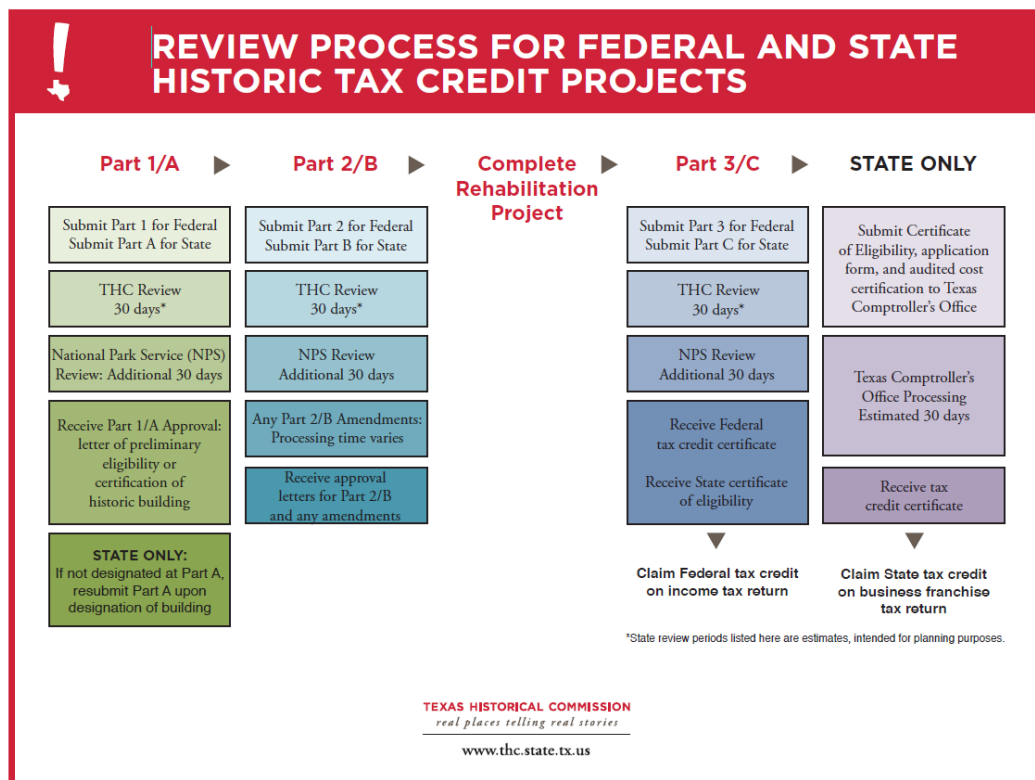 REVIEW PROCESS FOR FEDERAL AND STATE
HISTORIC TAX CREDIT PROJECTS
Part 1/A
Submit Part 1 for Federal
Submit Part A for State
THC Review
30 days*
National Park Service (NPS)
Review: Additional 30 days
Receive Part 1/A Approval:
letter of preliminary
eligibility or
certification of
historic building
STATE ONLY:
If not designated at Part A,
resubmit Part A upon
designation of building
Part 2/B
Submit Part 2 for Federal
Submit Part B for State
THC Review
30 days*
NPS Review
Additional 30 days
Any Part 2/B Amendments:
Processing time varies
Receive approval
letters for Part 2/B
and any amendments
Complete
Rehabilitation
Project
Part 3/C
Submit Part 3 for Federal
Submit Part C for State
THC Review
30 days*
NPS Review
Additional 30 days
Receive Federal
tax credit certificate
Receive State certificate
of eligibility
Claim Federal tax credit
on income tax return
STATE ONLY
Submit Certificate
of Eligibility, application
form, and audited cost
certification to Texas
Comptroller's Office
Texas Comptroller's
Office Processing
Estimated 30 days
Receive tax
credit certificate
Claim State tax credit
on business franchise
tax return
*State review periods listed here are estimates, intended for planning purposes.
TEXAS HISTORICAL COMMISSION
real places telling real stories
www.thc.state.tx.us